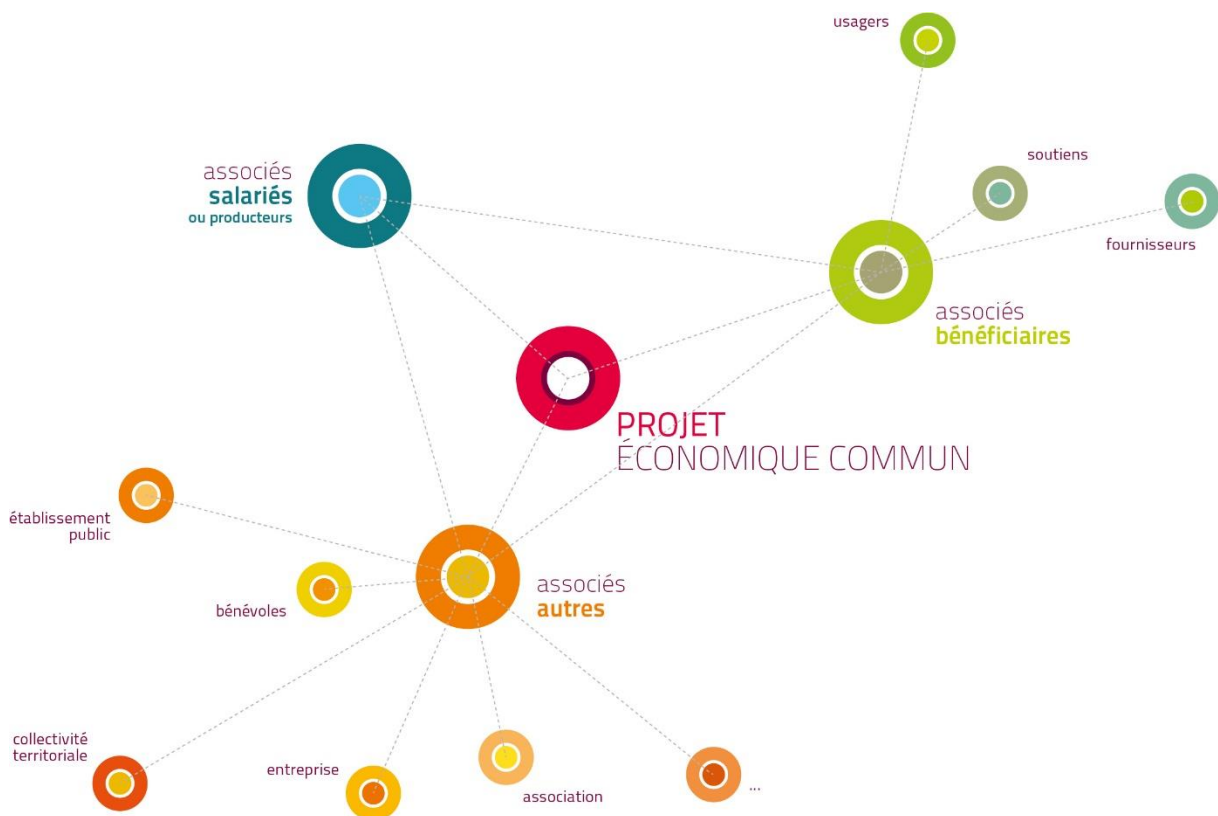 usagers
soutiens
fournisseurs
associés
salariés
ou producteurs
associés
bénéficiaires
PROJET
ÉCONOMIQUE COMMUN
établissement
public
bénévoles
associés
autres
collectivité
territoriale
entreprise
association
...